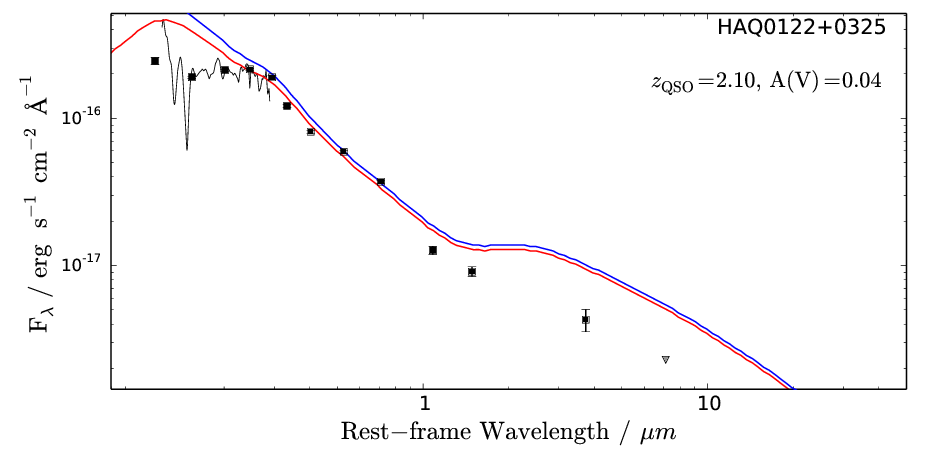 HAQ0122+0325
z_QSO=2.10, A(V)=0.04
F_λ / erg s⁻¹ cm⁻² Å⁻¹
10⁻¹⁶
10⁻¹⁷
1 10
Rest−frame Wavelength / μm